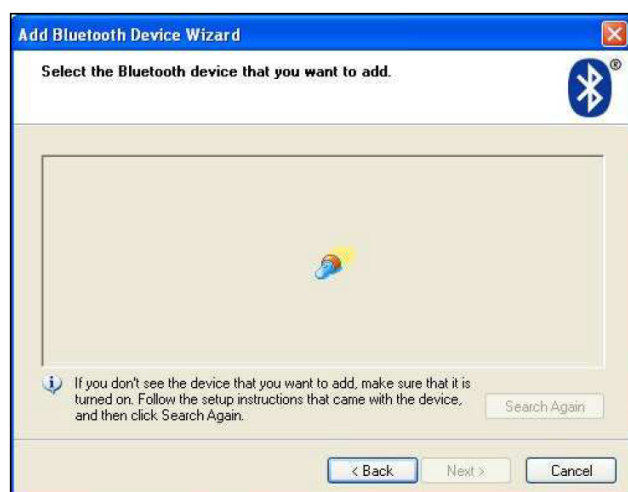 Add Bluetooth Device Wizard
Select the Bluetooth device that you want to add.
®
If you don't see the device that you want to add, make sure that it is
turned on. Follow the setup instructions that came with the device,
and then click Search Again.
Search Again
< Back
Next >
Cancel